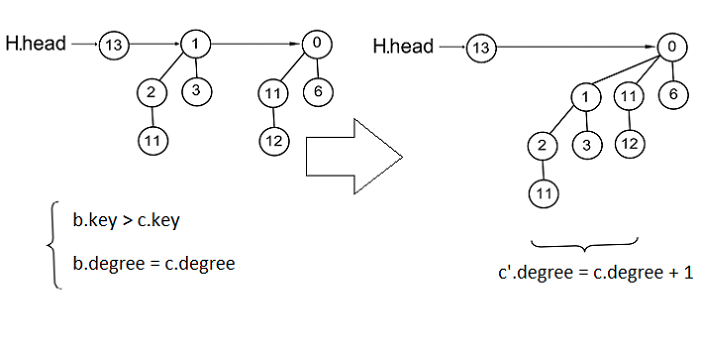 H.head 13 1 0
2 3 11 6
11 12
b.key > c.key
b.degree = c.degree
H.head 13 0
1 11 6
2 3 12
11
c'.degree = c.degree + 1